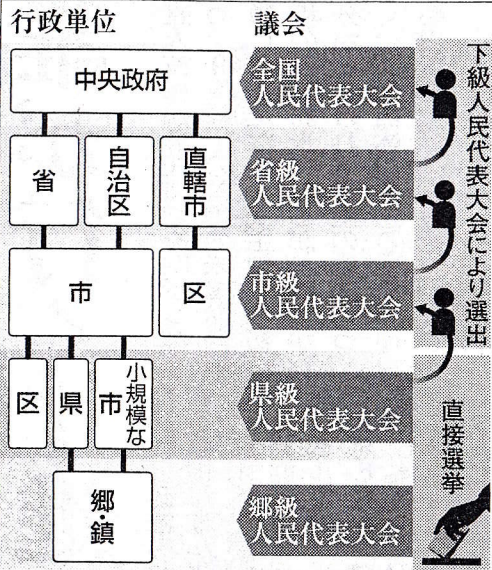 行政単位
議会
中央政府
全国
人民代表大会
省
自治区
直轄市
省級
人民代表大会
市
区
市級
人民代表大会
区
県
小規模な
市
県級
人民代表大会
郷・鎮
郷級
人民代表大会
下級人民代表大会により選出
直接選挙